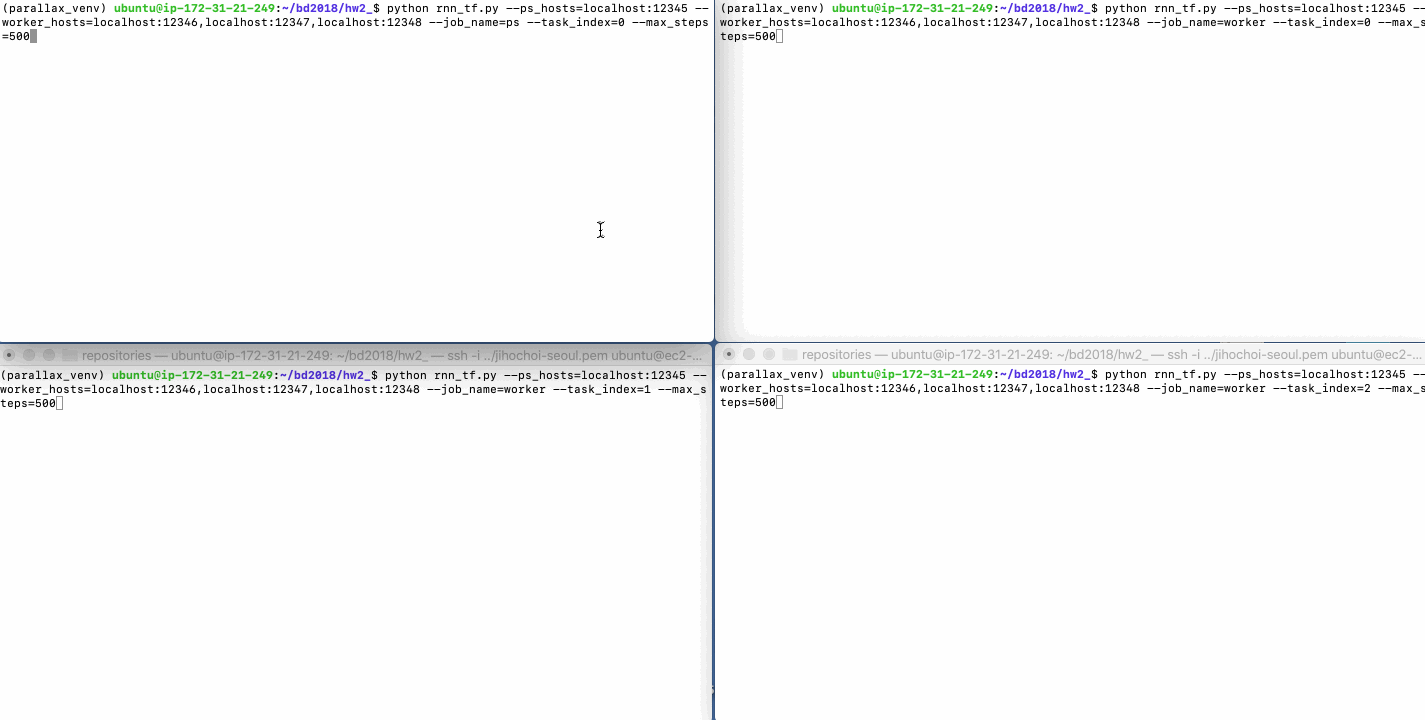 (parallax_venv) ubuntu@ip-172-31-21-249:~/bd2018/hw2_$ python rnn_tf.py --ps_hosts=localhost:12345 --
worker_hosts=localhost:12346,localhost:12347,localhost:12348 --job_name=ps --task_index=0 --max_steps
=500
(parallax_venv) ubuntu@ip-172-31-21-249:~/bd2018/hw2_$ python rnn_tf.py --ps_hosts=localhost:12345 --
worker_hosts=localhost:12346,localhost:12347,localhost:12348 --job_name=worker --task_index=0 --max_s
teps=500
repositories — ubuntu@ip-172-31-21-249: ~/bd2018/hw2_ — ssh -i ../jihochoi-seoul.pem ubuntu@ec2-...
(parallax_venv) ubuntu@ip-172-31-21-249:~/bd2018/hw2_$ python rnn_tf.py --ps_hosts=localhost:12345 --
worker_hosts=localhost:12346,localhost:12347,localhost:12348 --job_name=worker --task_index=1 --max_s
teps=500
repositories — ubuntu@ip-172-31-21-249: ~/bd2018/hw2_ — ssh -i ../jihochoi-seoul.pem ubuntu@ec2-...
(parallax_venv) ubuntu@ip-172-31-21-249:~/bd2018/hw2_$ python rnn_tf.py --ps_hosts=localhost:12345 --
worker_hosts=localhost:12346,localhost:12347,localhost:12348 --job_name=worker --task_index=2 --max_s
teps=500